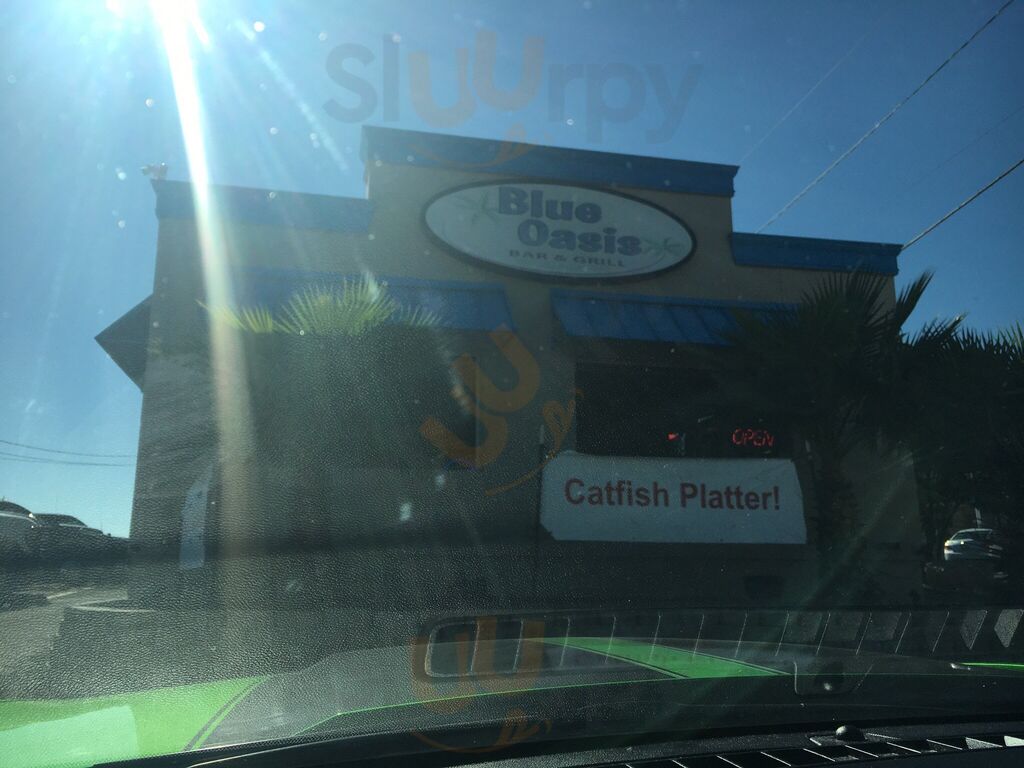 Sluurpy
Blue
Oasis
BAR & GRILL
OPEN
Catfish Platter!